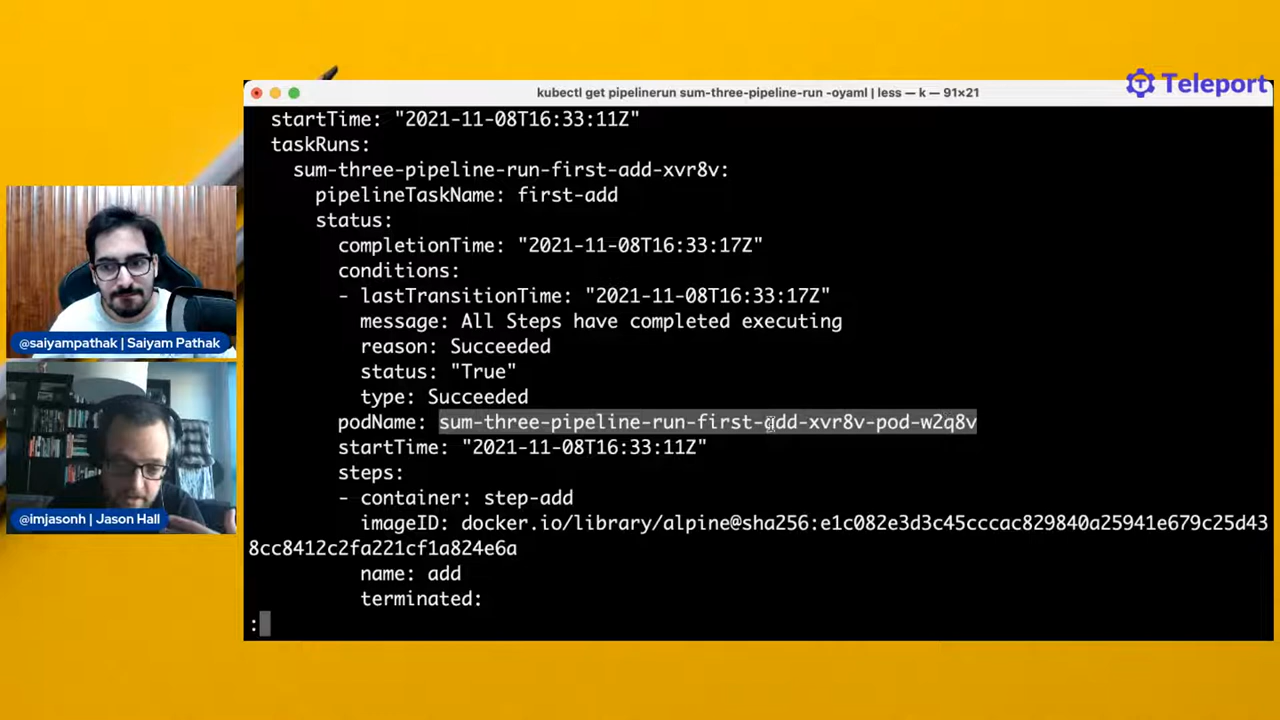 Teleport
kubectl get pipelinerun sum-three-pipeline-run -oyaml | less — k — 91×21
startTime: "2021-11-08T16:33:11Z"
taskRuns:
sum-three-pipeline-run-first-add-xvr8v:
pipelineTaskName: first-add
status:
completionTime: "2021-11-08T16:33:17Z"
conditions:
- lastTransitionTime: "2021-11-08T16:33:17Z"
message: All Steps have completed executing
reason: Succeeded
status: "True"
type: Succeeded
podName: sum-three-pipeline-run-first-add-xvr8v-pod-w2q8v
startTime: "2021-11-08T16:33:11Z"
steps:
- container: step-add
imageID: docker.io/library/alpine@sha256:e1c082e3d3c45cccac829840a25941e679c25d43
8cc8412c2fa221cf1a824e6a
name: add
terminated:
:
@saiyampathak | Saiyam Pathak
@imjasonh | Jason Hall